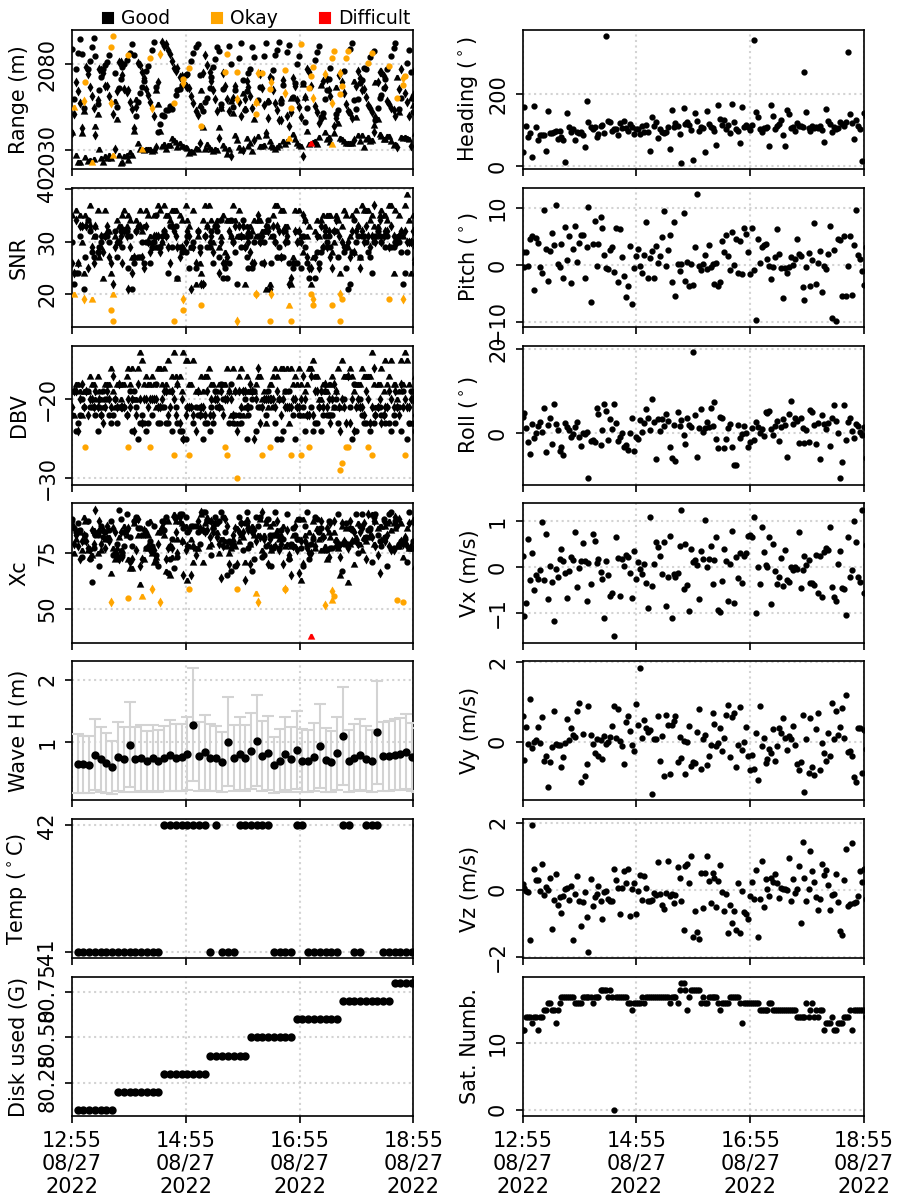 Good Okay Difficult
Range (m) 2080 2030
Heading (°) 200 0
SNR 40 30 20
Pitch (°) 10 0 −10
DBV −20 −30
Roll (°) 20 0
Xc 75 50
Vx (m/s) 1 0 −1
Wave H (m) 2 1
Vy (m/s) 2 0
Temp (°C) 42 41
Vz (m/s) 2 0 −2
Disk used (G) 80.75 80.50 80.25
Sat. Numb. 10 0
12:55 14:55 16:55 18:55 12:55 14:55 16:55 18:55
08/27 08/27 08/27 08/27 08/27 08/27 08/27 08/27
2022 2022 2022 2022 2022 2022 2022 2022